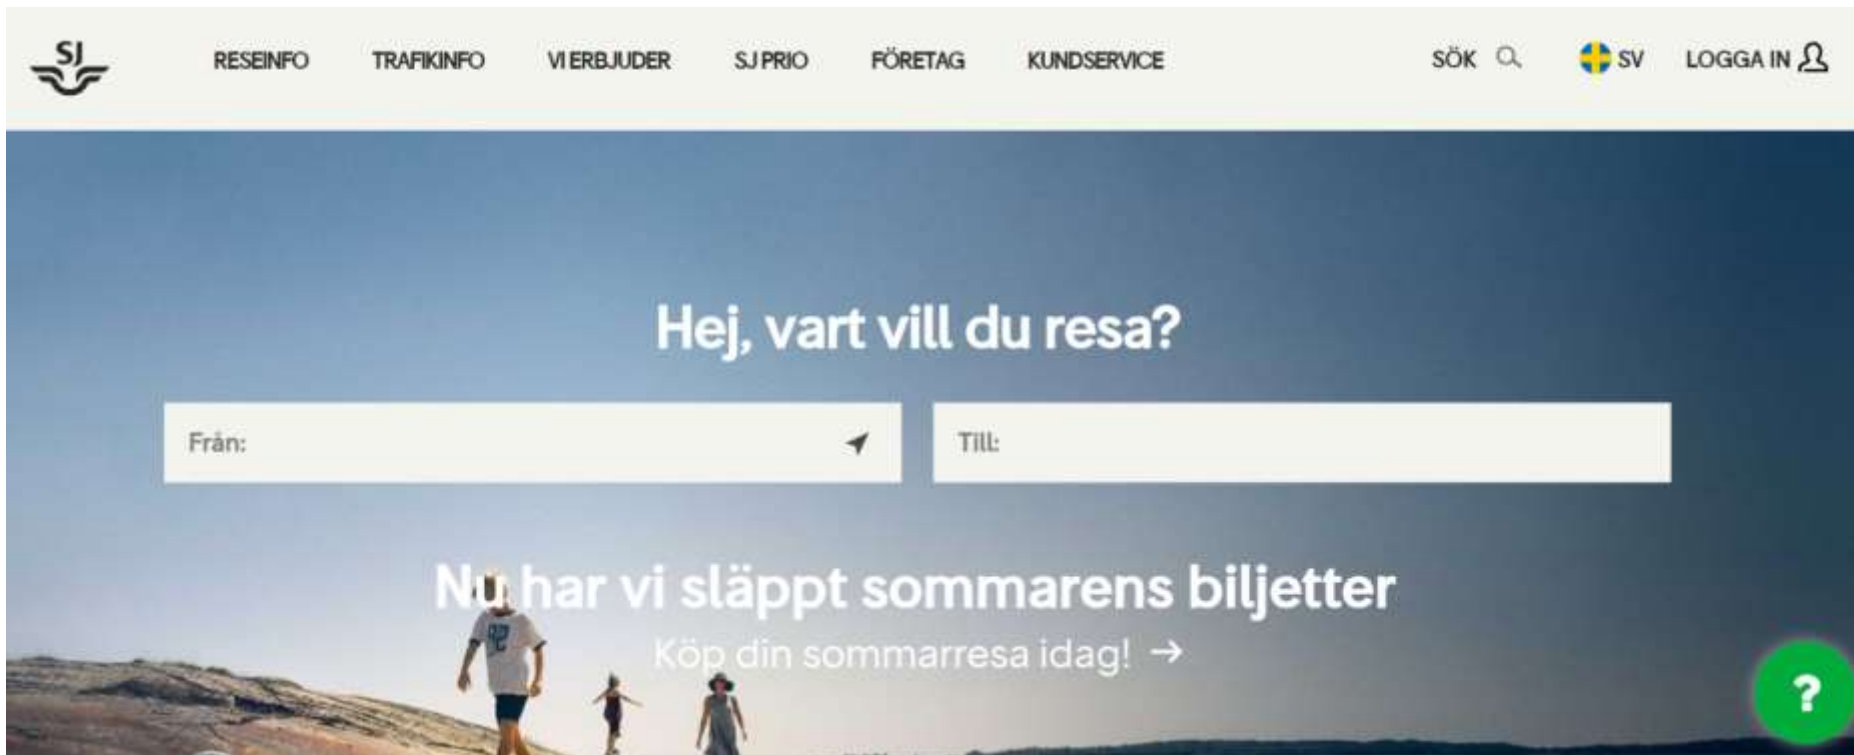 SJ
RESEINFO TRAFIKINFO VI ERBJUDER SJ PRIO FÖRETAG KUNDSERVICE SÖK SV LOGGA IN
Hej, vart vill du resa?
Från: Till:
Nu har vi släppt sommarens biljetter
Köp din sommarresa idag! →
?